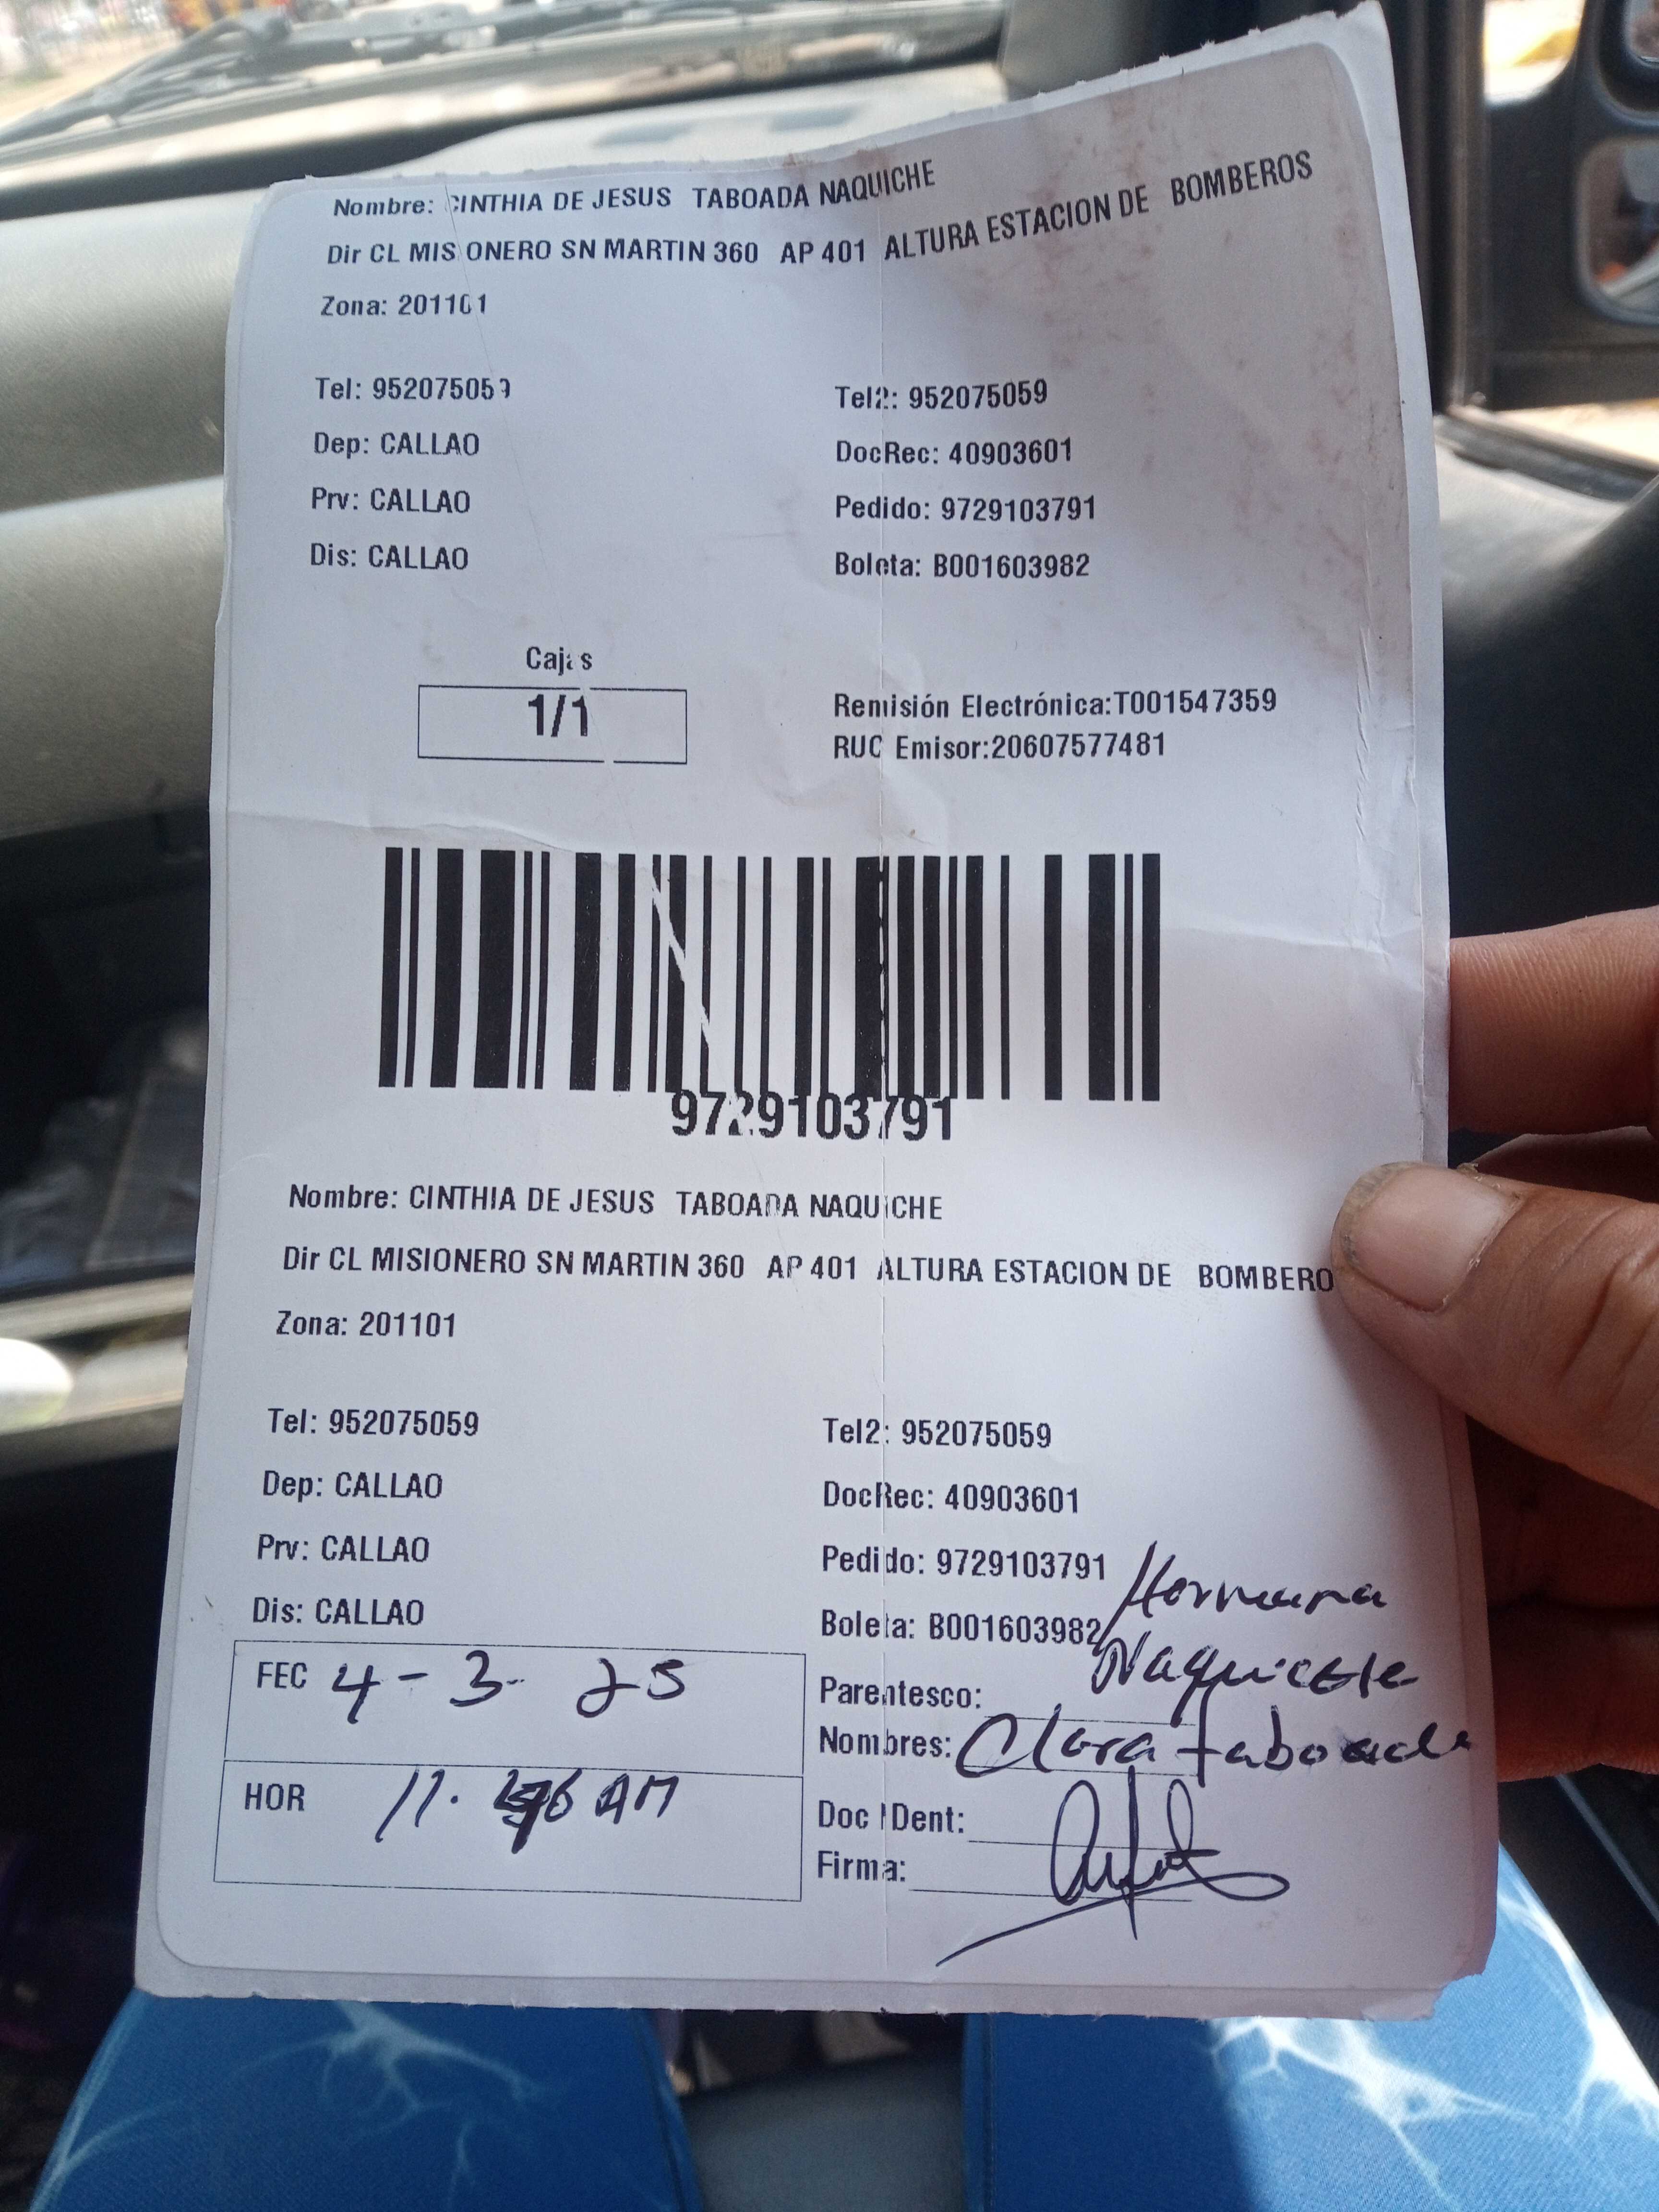 Nombre: CINTHIA DE JESUS TABOADA NAQUICHE
Dir CL MISIONERO SN MARTIN 360 AP 401 ALTURA ESTACION DE BOMBEROS
Zona: 201101
Tel: 952075059 Tel2: 952075059
Dep: CALLAO DocRec: 40903601
Prv: CALLAO Pedido: 9729103791
Dis: CALLAO Boleta: B001603982
Cajas
1/1
Remisión Electrónica:T001547359
RUC Emisor:20607577481
9729103791
Nombre: CINTHIA DE JESUS TABOADA NAQUICHE
Dir CL MISIONERO SN MARTIN 360 AP 401 ALTURA ESTACION DE BOMBERO
Zona: 201101
Tel: 952075059 Tel2: 952075059
Dep: CALLAO DocRec: 40903601
Prv: CALLAO Pedido: 9729103791
Hermana
Dis: CALLAO Boleta: B001603982
FEC 4-3-25
Parentesco:
Nombres: Clara taboada
HOR 11. AM
Doc IDent:
Firma: